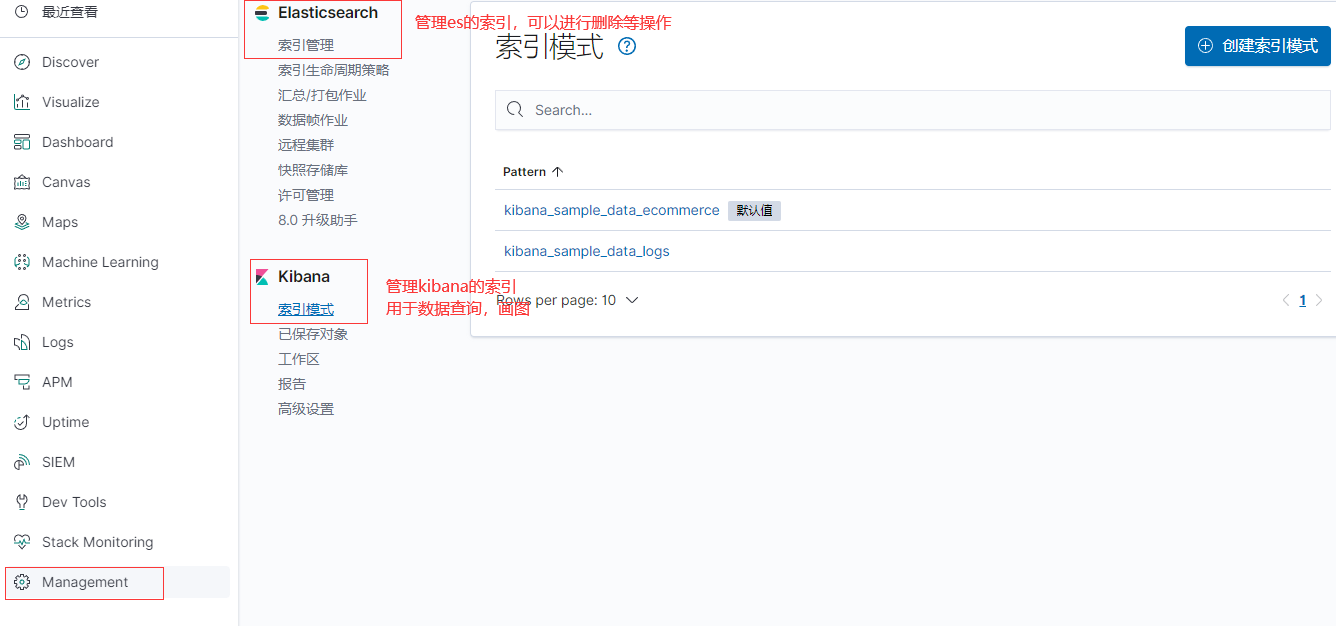 最近查看
Discover
Visualize
Dashboard
Canvas
Maps
Machine Learning
Metrics
Logs
APM
Uptime
SIEM
Dev Tools
Stack Monitoring
Management
Elasticsearch
索引管理
索引生命周期策略
汇总/打包作业
数据帧作业
远程集群
快照存储库
许可管理
8.0 升级助手
Kibana
索引模式
已保存对象
工作区
报告
高级设置
管理es的索引，可以进行删除等操作
管理kibana的索引
用于数据查询，画图
索引模式
创建索引模式
Search...
Pattern
kibana_sample_data_ecommerce 默认值
kibana_sample_data_logs
Rows per page: 10
1